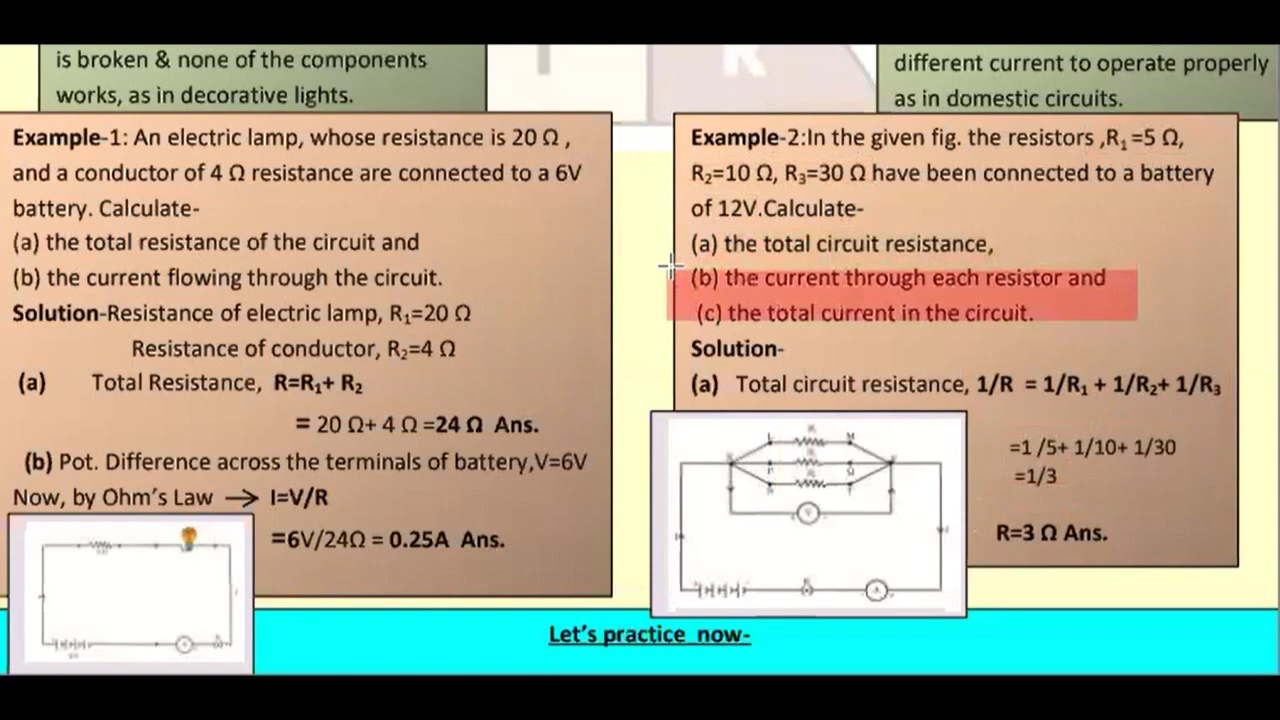 is broken & none of the components
works, as in decorative lights.
different current to operate properly
as in domestic circuits.
Example-1: An electric lamp, whose resistance is 20 Ω ,
and a conductor of 4 Ω resistance are connected to a 6V
battery. Calculate-
(a) the total resistance of the circuit and
(b) the current flowing through the circuit.
Solution-Resistance of electric lamp, R₁=20 Ω
Resistance of conductor, R₂=4 Ω
(a) Total Resistance, R=R₁+ R₂
= 20 Ω+ 4 Ω =24 Ω Ans.
(b) Pot. Difference across the terminals of battery,V=6V
Now, by Ohm's Law → I=V/R
=6V/24Ω = 0.25A Ans.
Example-2:In the given fig. the resistors ,R₁ =5 Ω,
R₂=10 Ω, R₃=30 Ω have been connected to a battery
of 12V.Calculate-
(a) the total circuit resistance,
(b) the current through each resistor and
(c) the total current in the circuit.
Solution-
(a) Total circuit resistance, 1/R = 1/R₁ + 1/R₂+ 1/R₃
=1 /5+ 1/10+ 1/30
=1/3
R=3 Ω Ans.
Let's practice now-